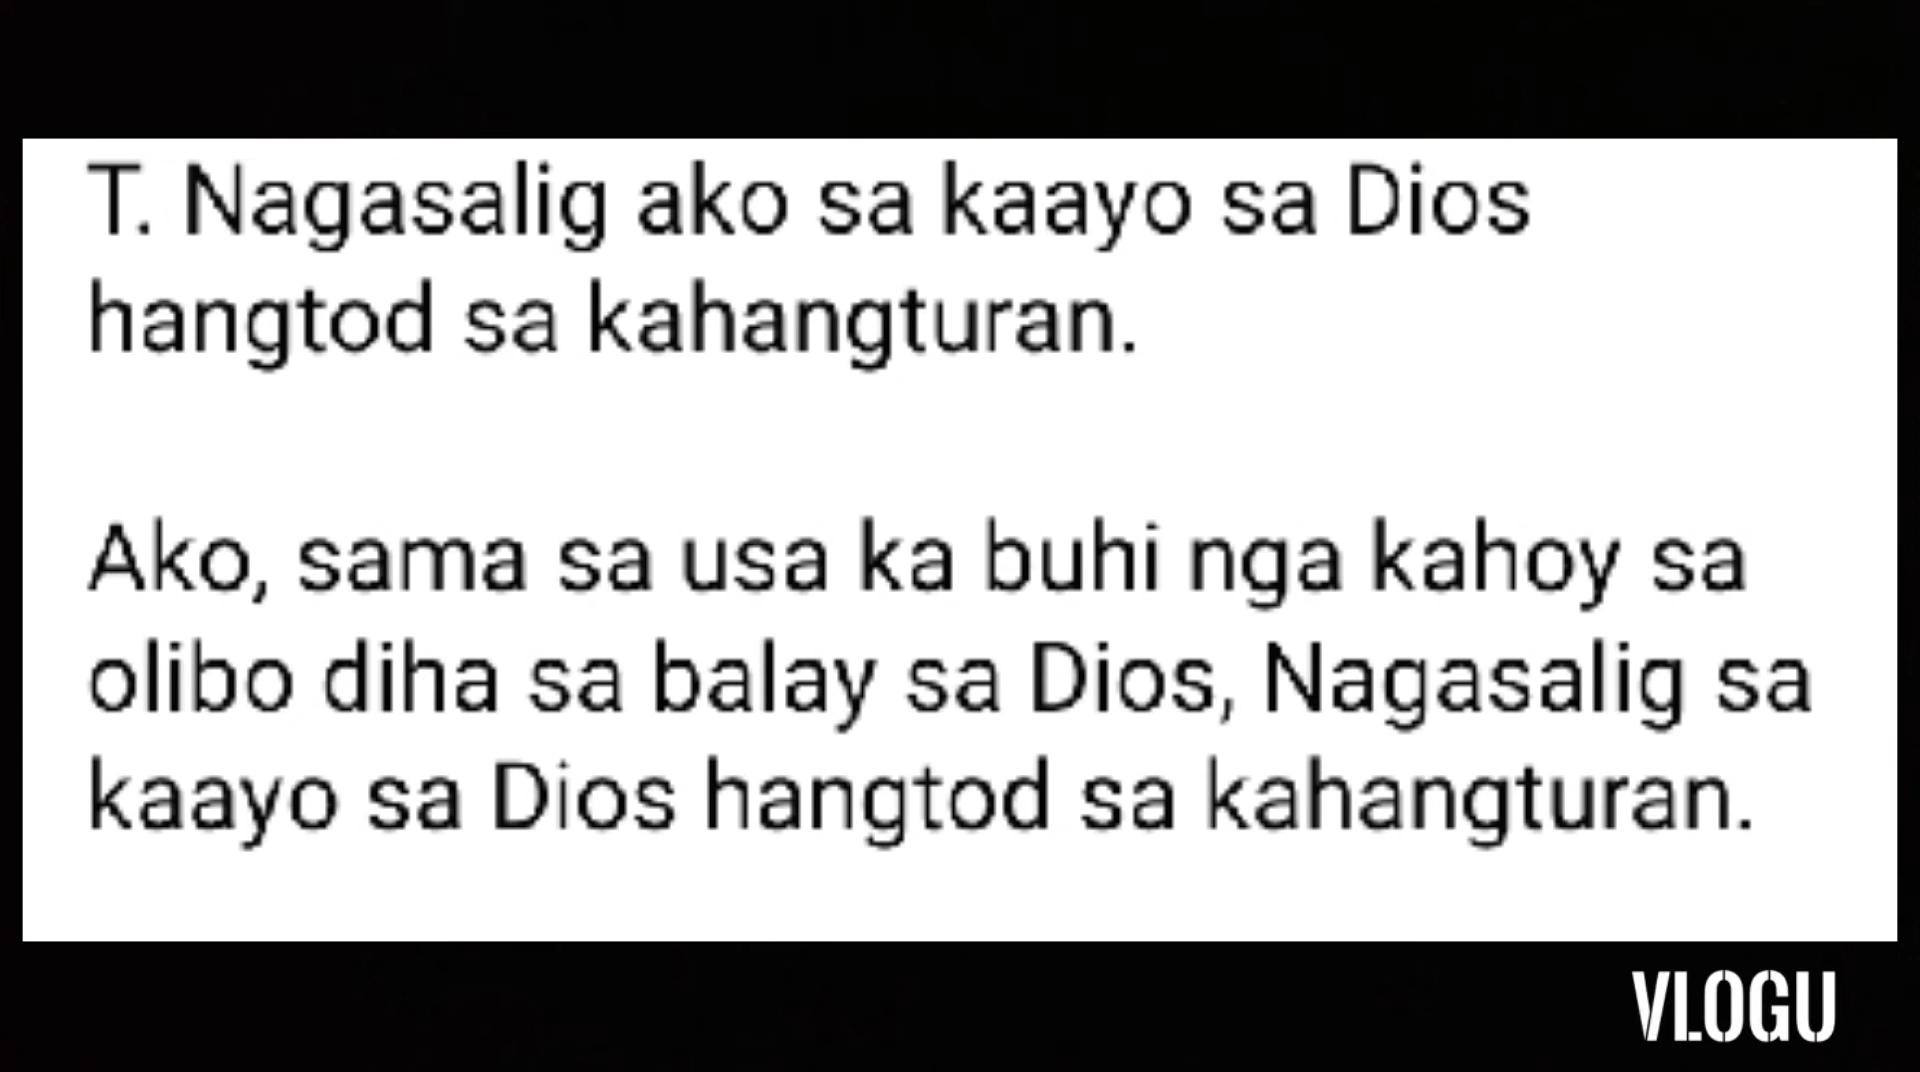 T. Nagasalig ako sa kaayo sa Dios
hangtod sa kahangturan.
Ako, sama sa usa ka buhi nga kahoy sa
olibo diha sa balay sa Dios, Nagasalig sa
kaayo sa Dios hangtod sa kahangturan.
VLOGU